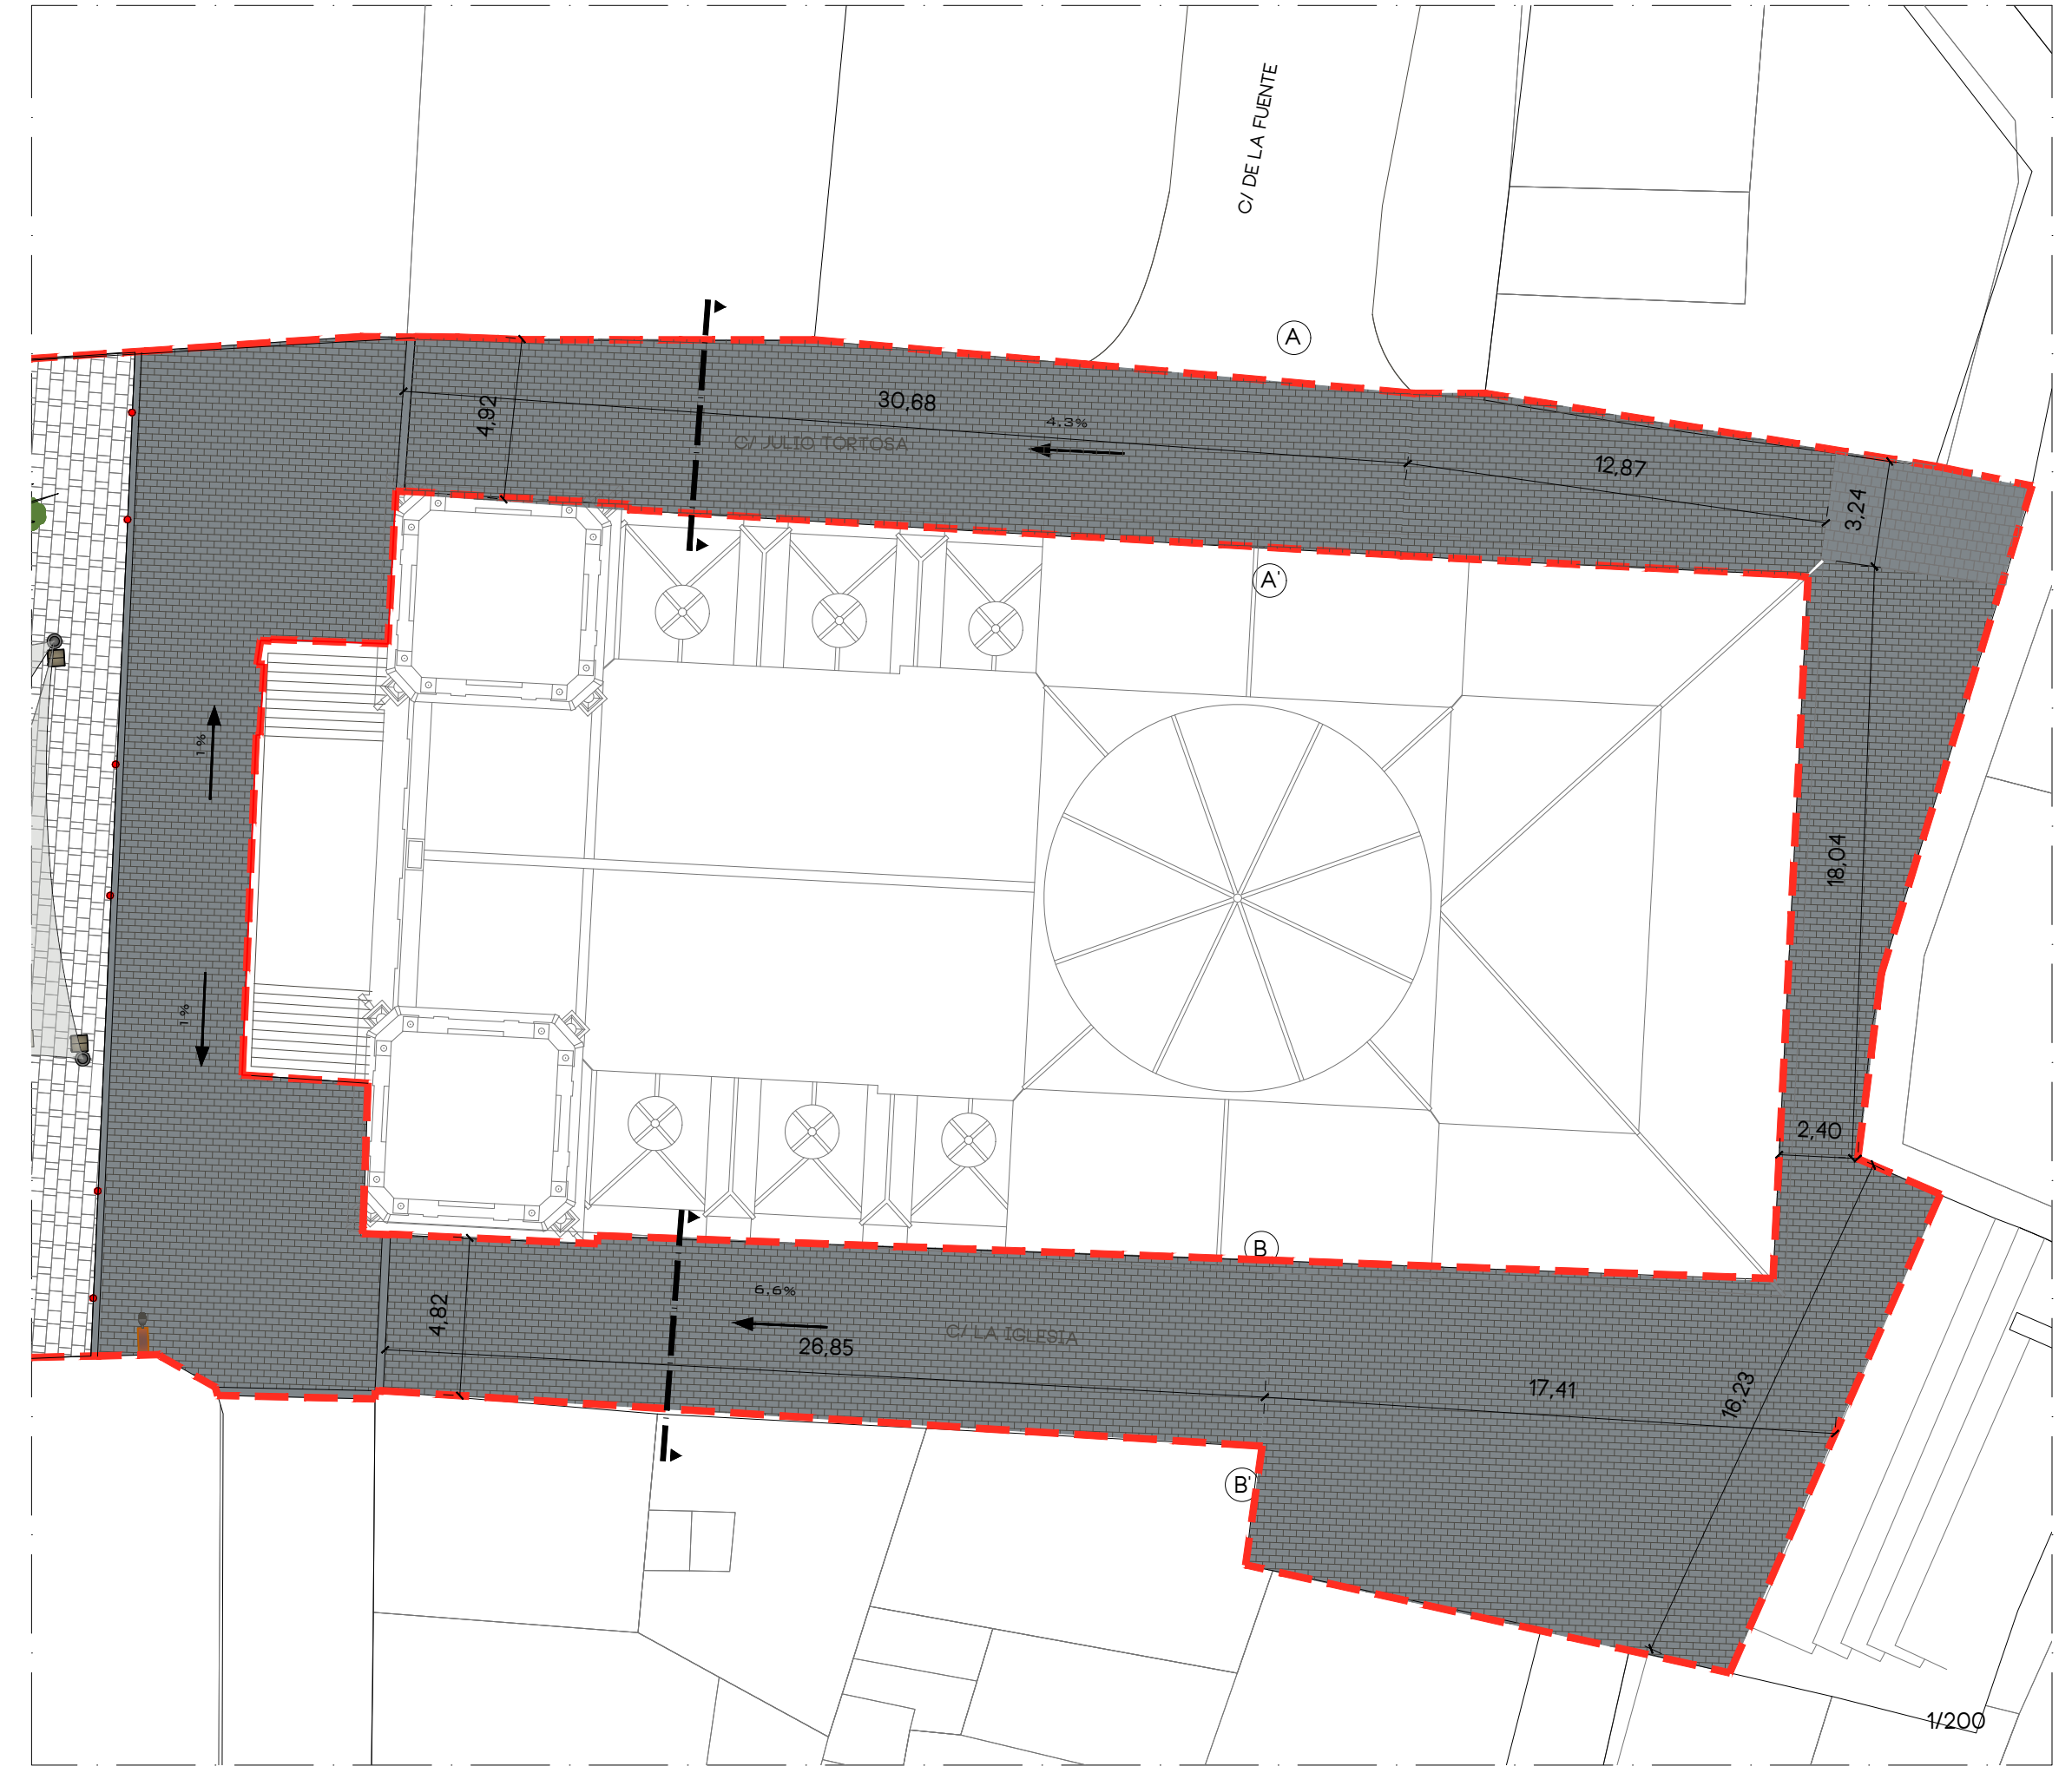 C/ DE LA FUENTE
A
30,68
4.3%
4,92
C/ JULIO TORTOSA
12,87
3,24
A'
1%
18,04
1%
2,40
B
6.6%
4,82
C/ LA IGLESIA
26,85
17,41
16,23
B'
1/200